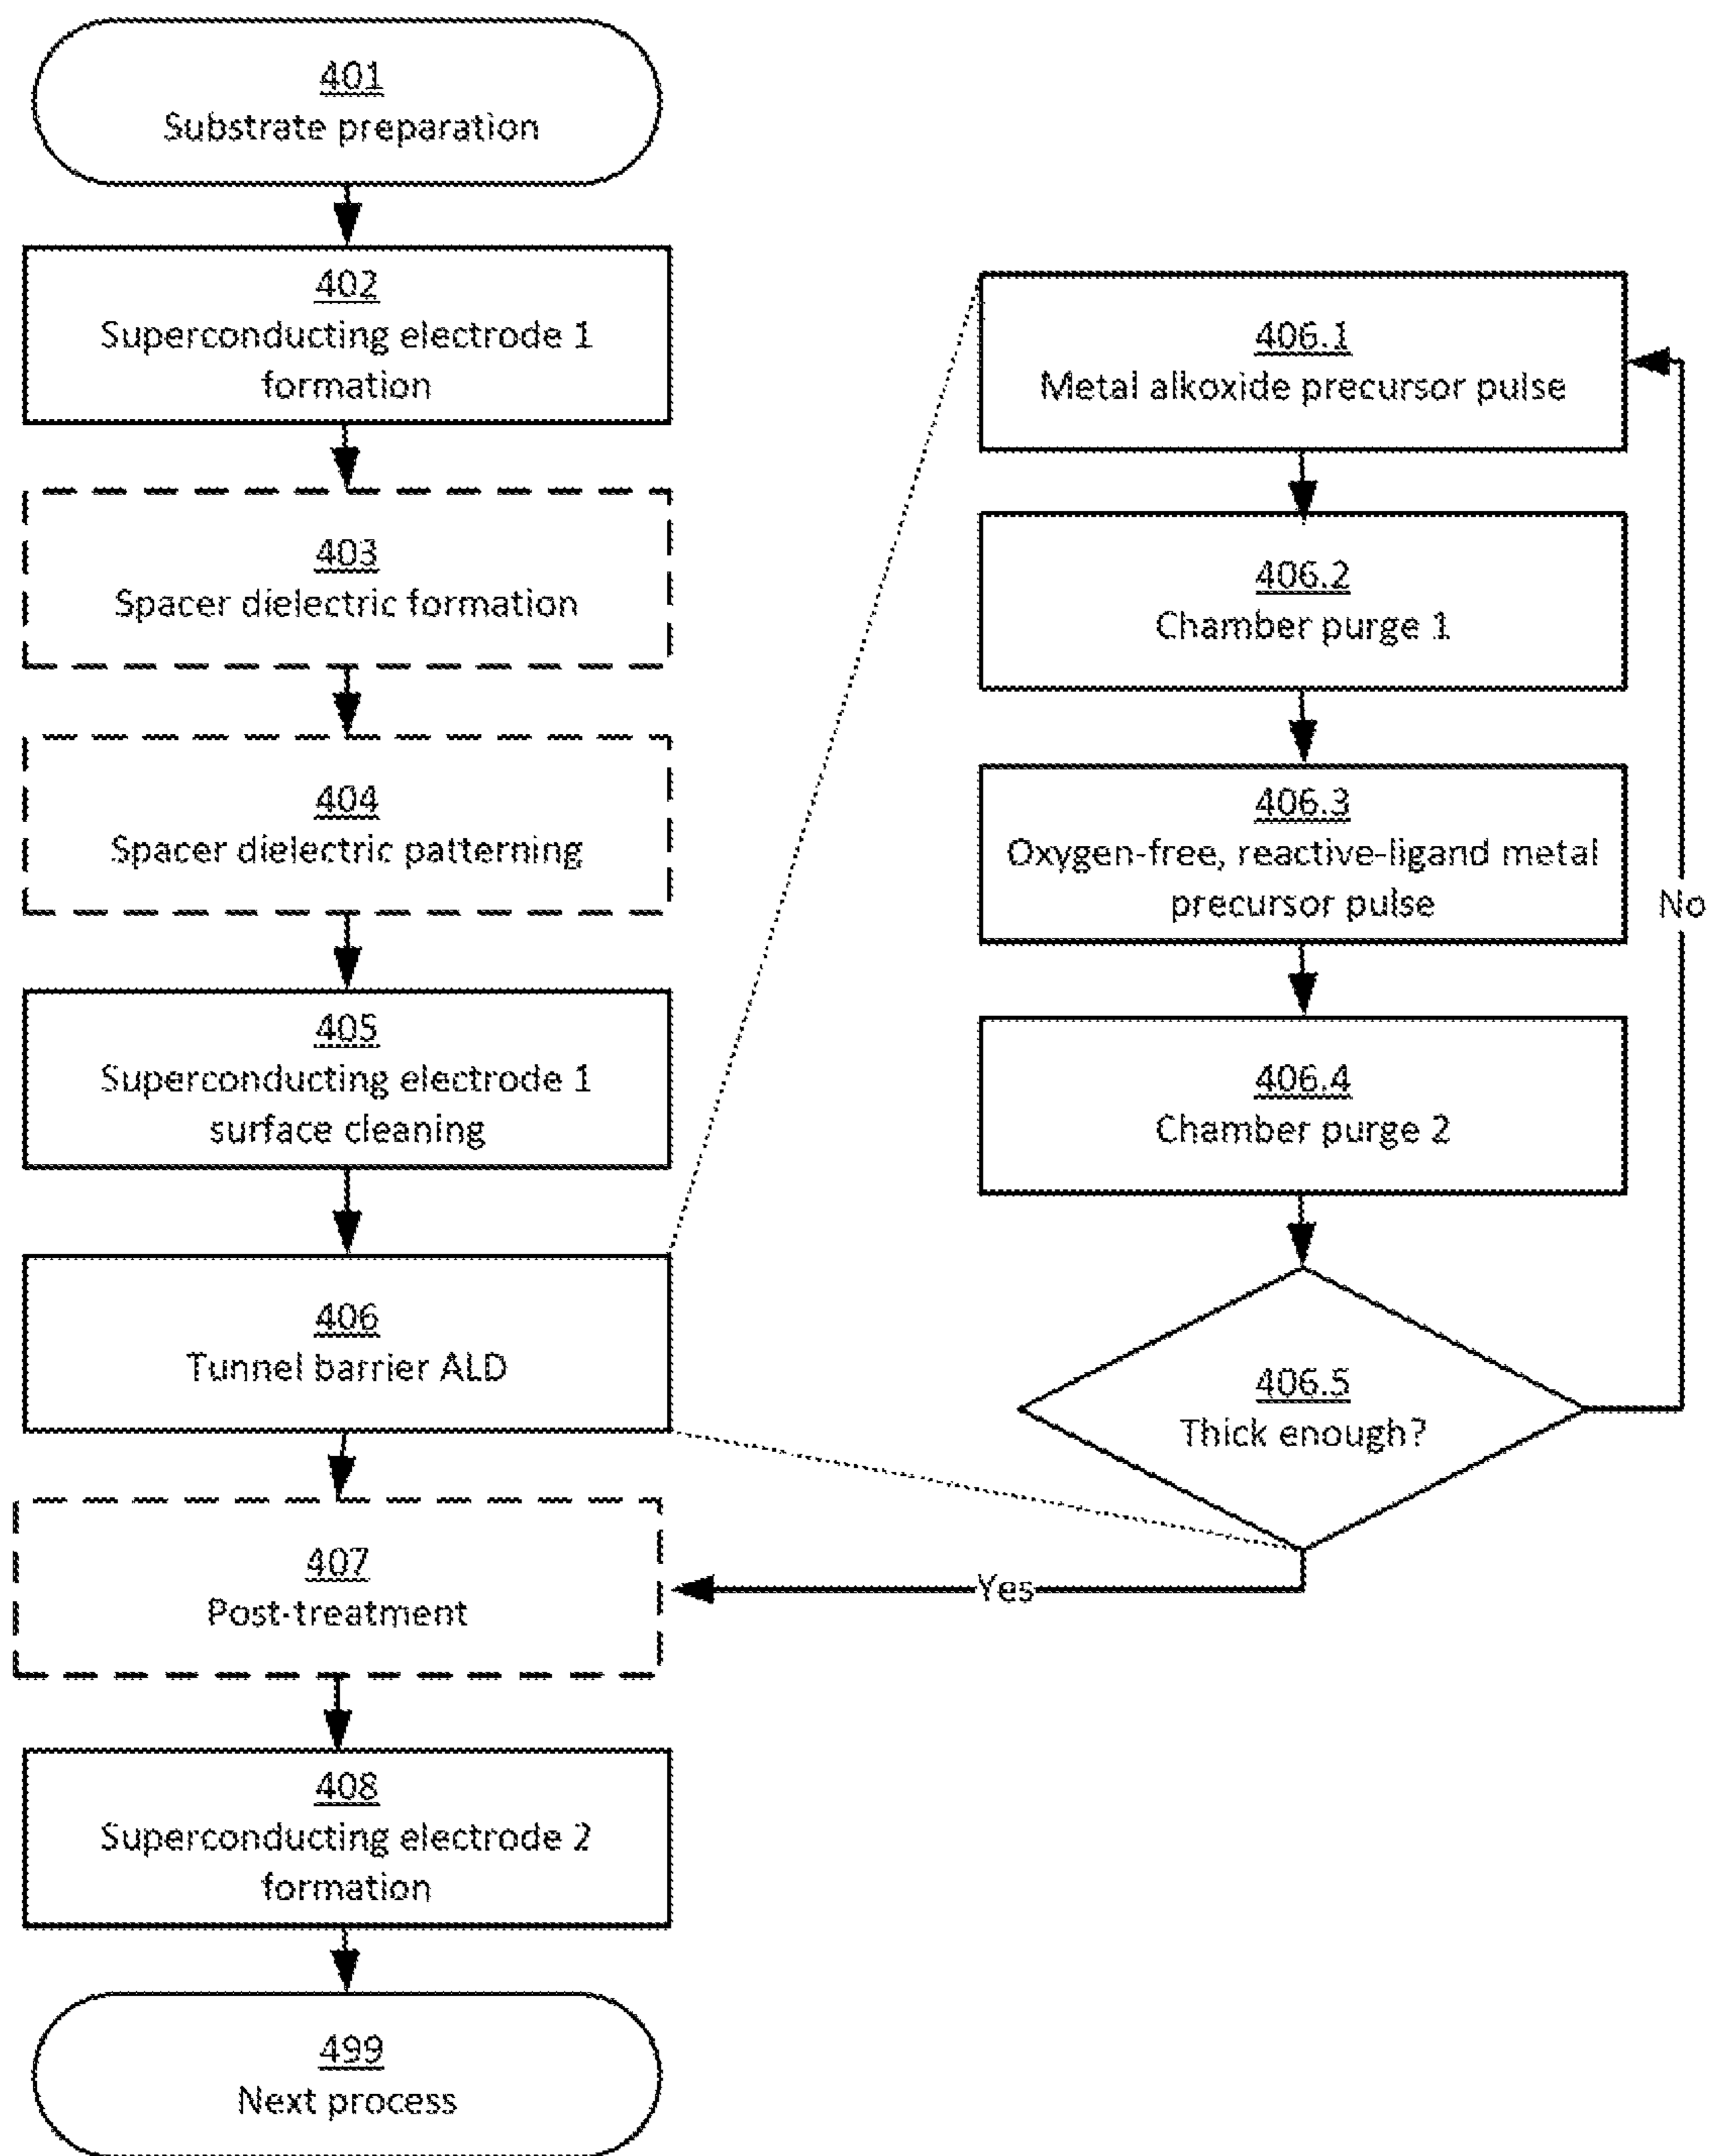 401
Substrate preparation
402
Superconducting electrode 1
formation
403
Spacer dielectric formation
404
Spacer dielectric patterning
405
Superconducting electrode 1
surface cleaning
406
Tunnel barrier ALD
407
Post-treatment
408
Superconducting electrode 2
formation
499
Next process
406.1
Metal alkoxide precursor pulse
406.2
Chamber purge 1
406.3
Oxygen-free, reactive-ligand metal
precursor pulse
406.4
Chamber purge 2
406.5
Thick enough?
No
Yes